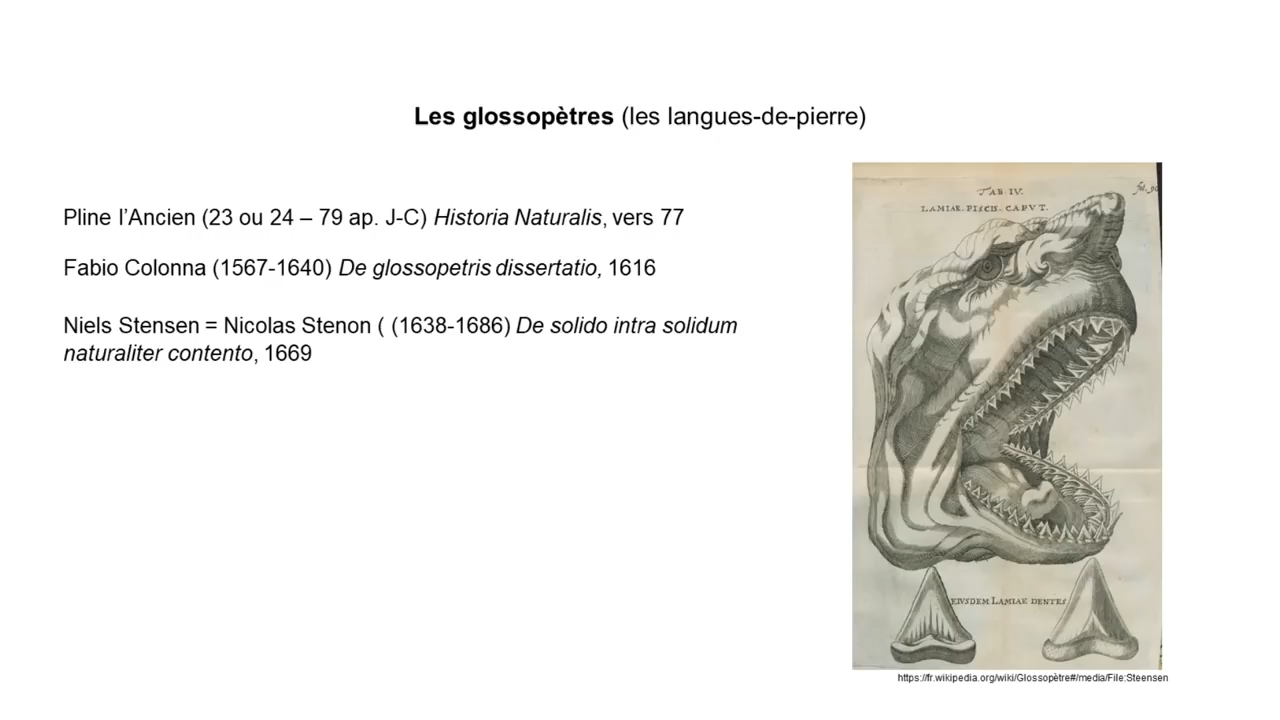 Les glossopètres (les langues-de-pierre)
Pline l’Ancien (23 ou 24 – 79 ap. J-C) Historia Naturalis, vers 77
Fabio Colonna (1567-1640) De glossopetris dissertatio, 1616
Niels Stensen = Nicolas Stenon ( (1638-1686) De solido intra solidum
naturaliter contento, 1669
TAB. IV.
LAMIAE. PISCIS. CAPVT.
EIVSDEM LAMIAE DENTES
https://fr.wikipedia.org/wiki/Glossopètre#/media/File:Steensen